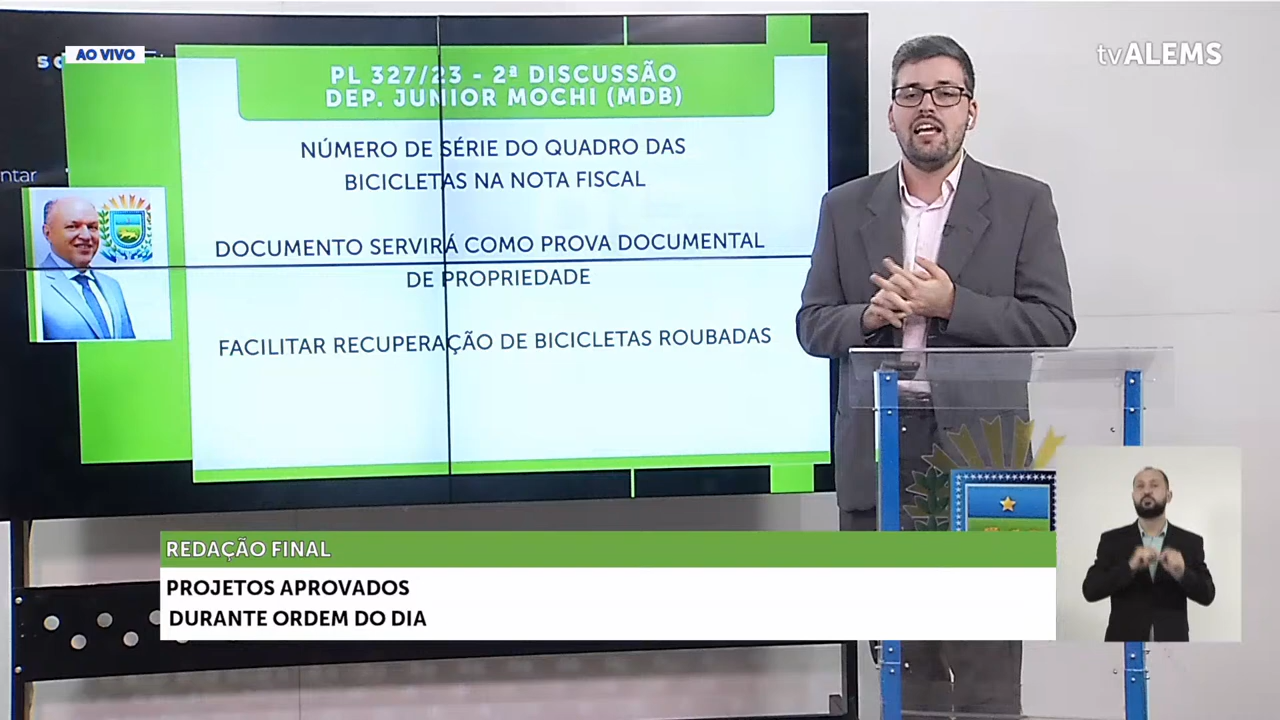 AO VIVO
tvALEMS
ntar
PL 327/23 - 2ª DISCUSSÃO
DEP. JUNIOR MOCHI (MDB)
NÚMERO DE SÉRIE DO QUADRO DAS
BICICLETAS NA NOTA FISCAL
DOCUMENTO SERVIRÁ COMO PROVA DOCUMENTAL
DE PROPRIEDADE
FACILITAR RECUPERAÇÃO DE BICICLETAS ROUBADAS
REDAÇÃO FINAL
PROJETOS APROVADOS
DURANTE ORDEM DO DIA